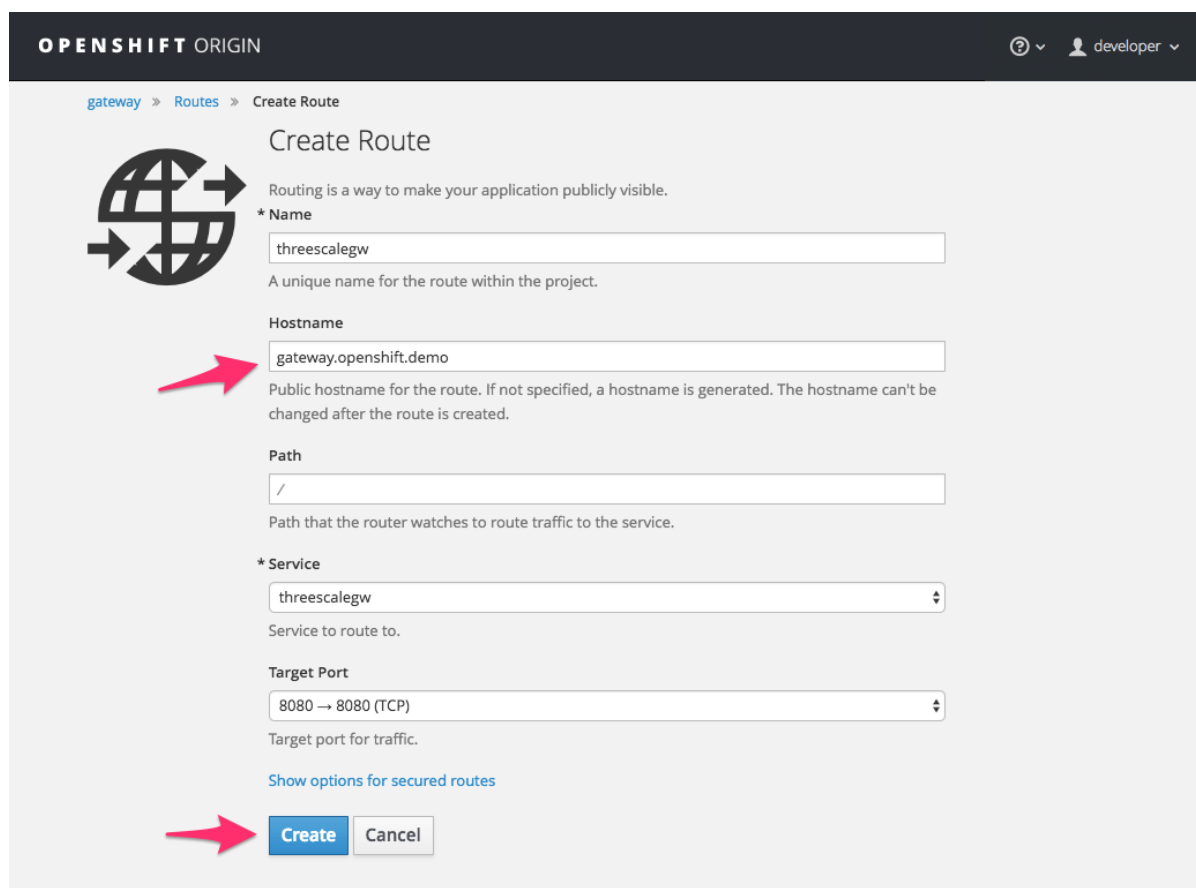 OPENSHIFT ORIGIN
developer
gateway » Routes » Create Route
Create Route
Routing is a way to make your application publicly visible.
* Name
threescalegw
A unique name for the route within the project.
Hostname
gateway.openshift.demo
Public hostname for the route. If not specified, a hostname is generated. The hostname can't be
changed after the route is created.
Path
/
Path that the router watches to route traffic to the service.
* Service
threescalegw
Service to route to.
Target Port
8080 → 8080 (TCP)
Target port for traffic.
Show options for secured routes
Create Cancel